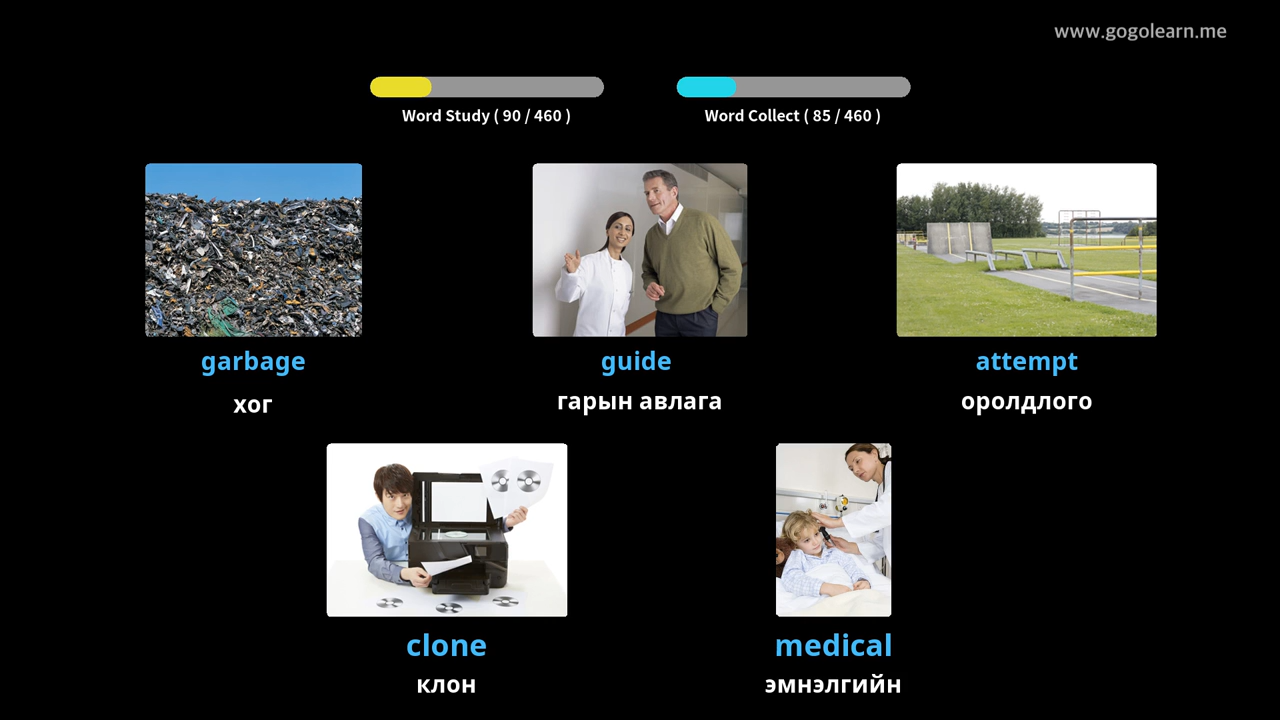 www.gogolearn.me
Word Study ( 90 / 460 )
Word Collect ( 85 / 460 )
garbage
хог
guide
гарын авлага
attempt
оролдлого
clone
клон
medical
эмнэлгийн